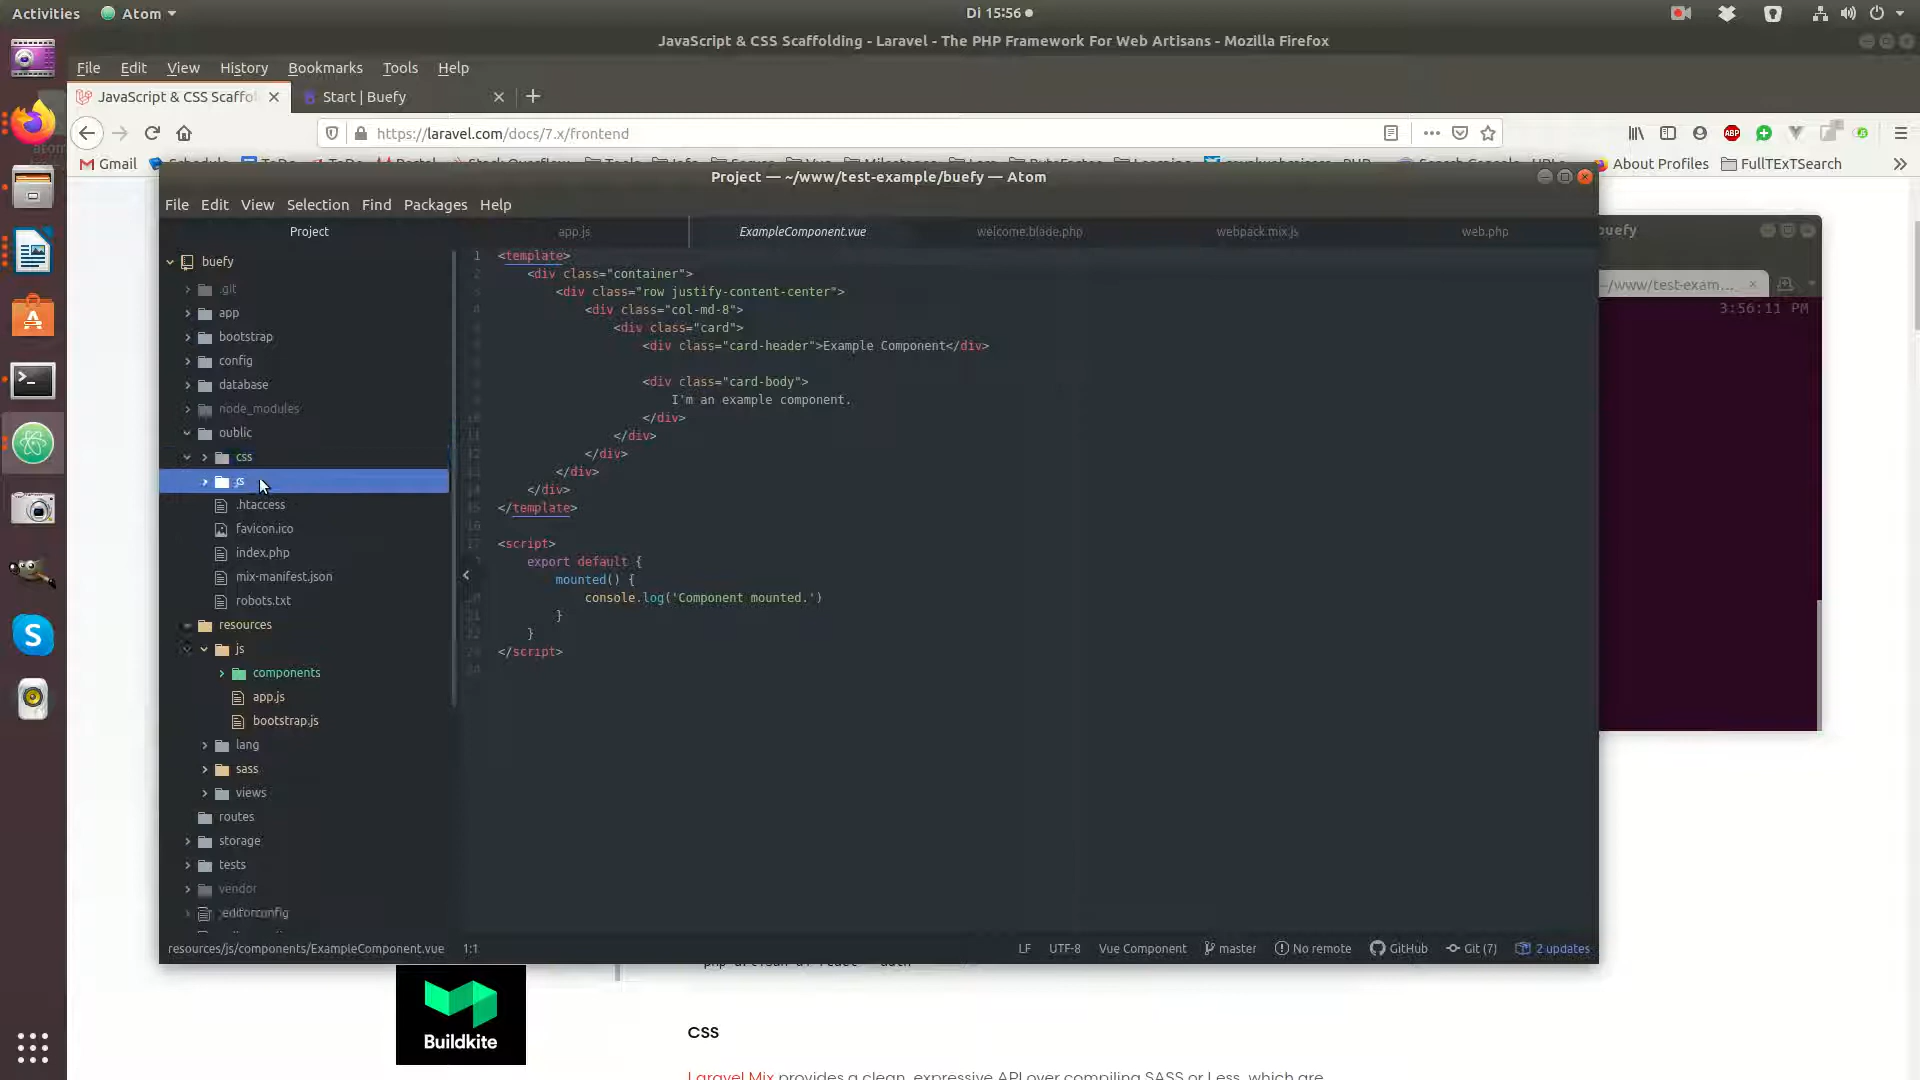 Activities
Atom
Di 15:56
JavaScript & CSS Scaffolding - Laravel - The PHP Framework For Web Artisans - Mozilla Firefox
File Edit View History Bookmarks Tools Help
JavaScript & CSS Scaffol
Start | Buefy
https://laravel.com/docs/7.x/frontend
ABP
Gmail
About Profiles
FullTExTSearch
Project — ~/www/test-example/buefy — Atom
File Edit View Selection Find Packages Help
Project
app.js
ExampleComponent.vue
welcome.blade.php
webpack.mix.js
web.php
buefy
~/www/test-exam...
3:56:11 PM
buefy
.git
app
bootstrap
config
database
node_modules
public
css
js
.htaccess
favicon.ico
index.php
mix-manifest.json
robots.txt
resources
js
components
app.js
bootstrap.js
lang
sass
views
routes
storage
tests
vendor
.editorconfig
1 <template>
<div class="container">
<div class="row justify-content-center">
<div class="col-md-8">
<div class="card">
<div class="card-header">Example Component</div>
<div class="card-body">
I'm an example component.
</div>
</div>
</div>
</div>
</div>
</template>
<script>
export default {
mounted() {
console.log('Component mounted.')
}
}
</script>
resources/js/components/ExampleComponent.vue 1:1
LF UTF-8 Vue Component master No remote GitHub Git (7) 2 updates
Buildkite
CSS
Laravel Mix provides a clean, expressive API over compiling SASS or Less, which are